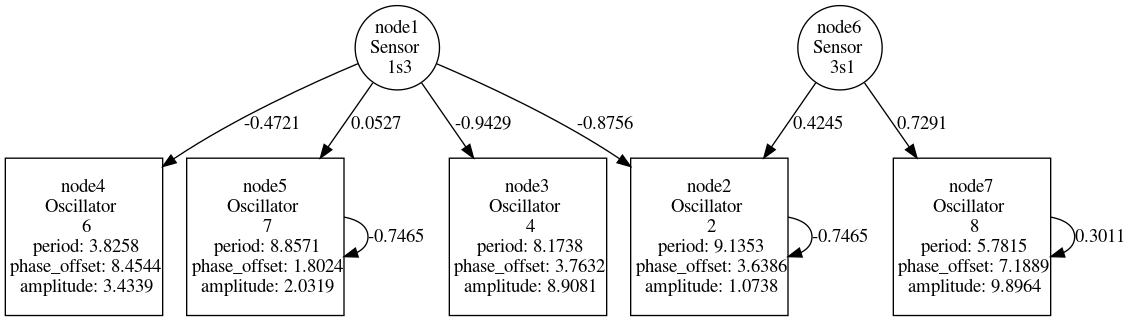 node1
Sensor
1s3
node6
Sensor
3s1
-0.4721
0.0527
-0.9429
-0.8756
0.4245
0.7291
node4
Oscillator
6
period: 3.8258
phase_offset: 8.4544
amplitude: 3.4339
node5
Oscillator
7
period: 8.8571
phase_offset: 1.8024
amplitude: 2.0319
-0.7465
node3
Oscillator
4
period: 8.1738
phase_offset: 3.7632
amplitude: 8.9081
node2
Oscillator
2
period: 9.1353
phase_offset: 3.6386
amplitude: 1.0738
-0.7465
node7
Oscillator
8
period: 5.7815
phase_offset: 7.1889
amplitude: 9.8964
0.3011